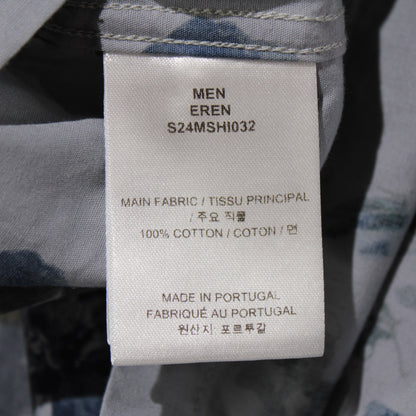 MEN
EREN
S24MSHI032
MAIN FABRIC / TISSU PRINCIPAL
/ 주요 직물
100% COTTON / COTON / 면
MADE IN PORTUGAL
FABRIQUÉ AU PORTUGAL
원산지: 포르투갈